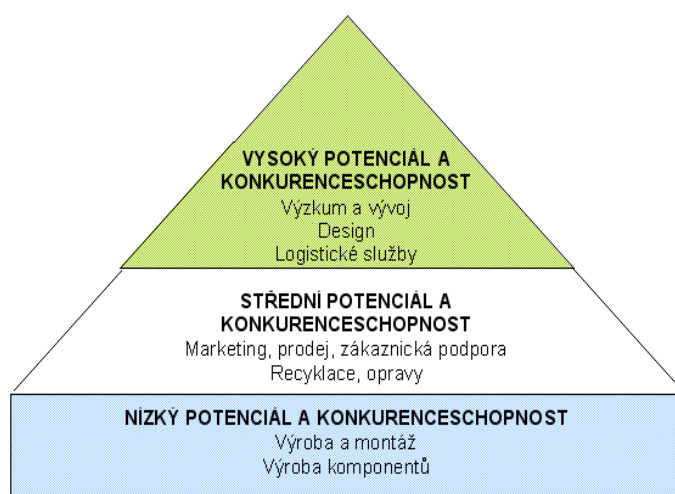 VYSOKÝ POTENCIÁL A
KONKURENCESCHOPNOST
Výzkum a vývoj
Design
Logistické služby
STŘEDNÍ POTENCIÁL A
KONKURENCESCHOPNOST
Marketing, prodej, zákaznická podpora
Recyklace, opravy
NÍZKÝ POTENCIÁL A KONKURENCESCHOPNOST
Výroba a montáž
Výroba komponentů